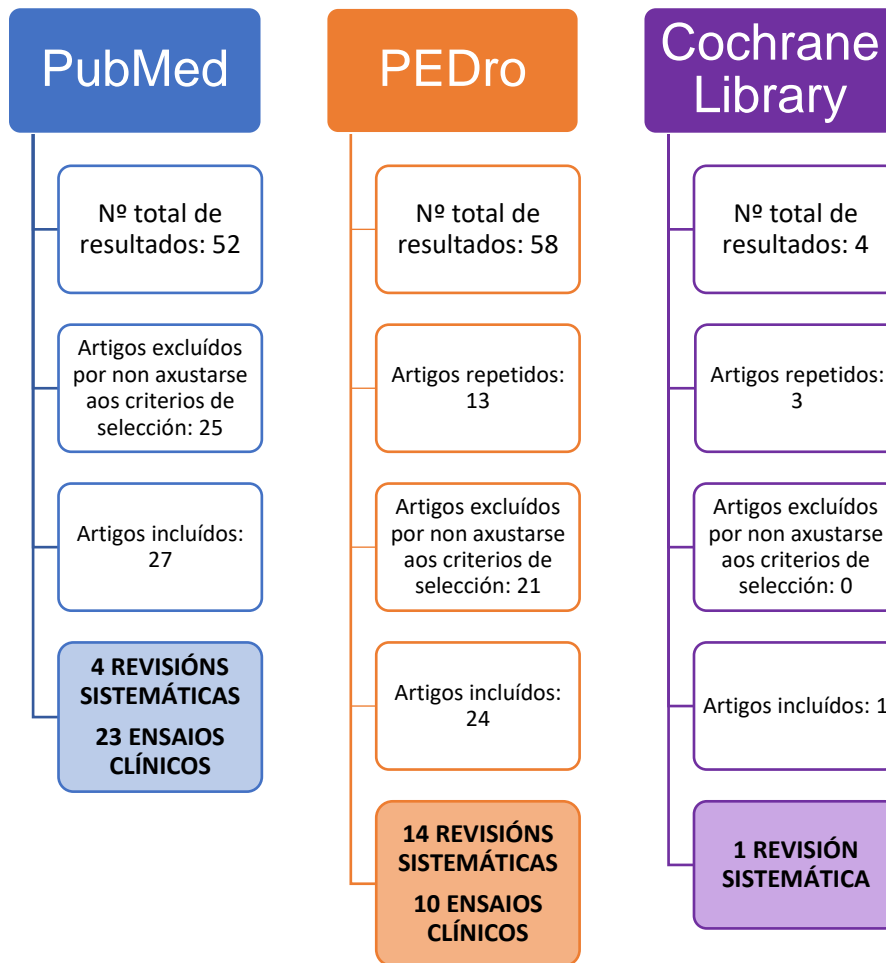 PubMed
Nº total de
resultados: 52
Artigos excluídos
por non axustarse
aos criterios de
selección: 25
Artigos incluídos:
27
4 REVISIÓNS
SISTEMÁTICAS
23 ENSAIOS
CLÍNICOS
PEDro
Nº total de
resultados: 58
Artigos repetidos:
13
Artigos excluídos
por non axustarse
aos criterios de
selección: 21
Artigos incluídos:
24
14 REVISIÓNS
SISTEMÁTICAS
10 ENSAIOS
CLÍNICOS
Cochrane
Library
Nº total de
resultados: 4
Artigos repetidos:
3
Artigos excluídos
por non axustarse
aos criterios de
selección: 0
Artigos incluídos: 1
1 REVISIÓN
SISTEMÁTICA